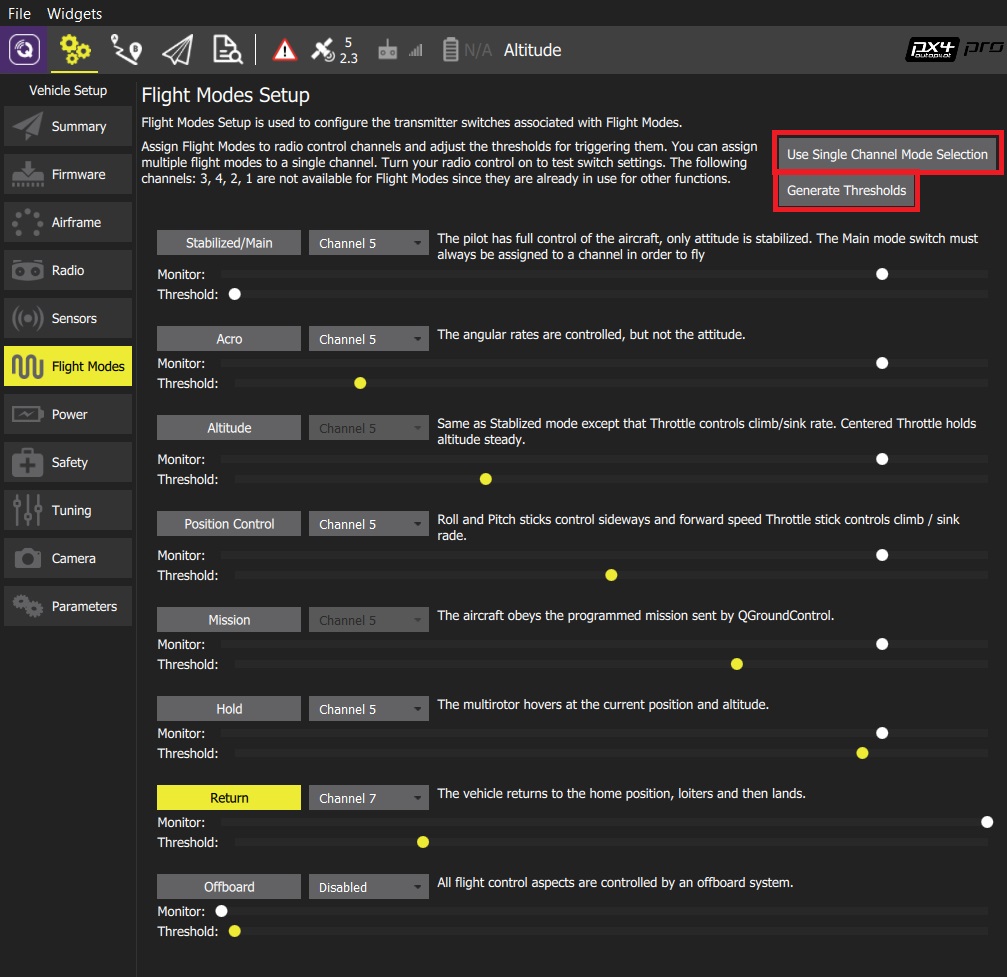 File Widgets
5
2.3
N/A Altitude
px4 pro
autopilot
Vehicle Setup
Summary
Firmware
Airframe
Radio
Sensors
Flight Modes
Power
Safety
Tuning
Camera
Parameters
Flight Modes Setup
Flight Modes Setup is used to configure the transmitter switches associated with Flight Modes.
Assign Flight Modes to radio control channels and adjust the thresholds for triggering them. You can assign
multiple flight modes to a single channel. Turn your radio control on to test switch settings. The following
channels: 3, 4, 2, 1 are not available for Flight Modes since they are already in use for other functions.
Use Single Channel Mode Selection
Generate Thresholds
Stabilized/Main Channel 5 The pilot has full control of the aircraft, only attitude is stabilized. The Main mode switch must
always be assigned to a channel in order to fly
Monitor:
Threshold:
Acro Channel 5 The angular rates are controlled, but not the attitude.
Monitor:
Threshold:
Altitude Channel 5 Same as Stablized mode except that Throttle controls climb/sink rate. Centered Throttle holds
altitude steady.
Monitor:
Threshold:
Position Control Channel 5 Roll and Pitch sticks control sideways and forward speed Throttle stick controls climb / sink
rade.
Monitor:
Threshold:
Mission Channel 5 The aircraft obeys the programmed mission sent by QGroundControl.
Monitor:
Threshold:
Hold Channel 5 The multirotor hovers at the current position and altitude.
Monitor:
Threshold:
Return Channel 7 The vehicle returns to the home position, loiters and then lands.
Monitor:
Threshold:
Offboard Disabled All flight control aspects are controlled by an offboard system.
Monitor:
Threshold: